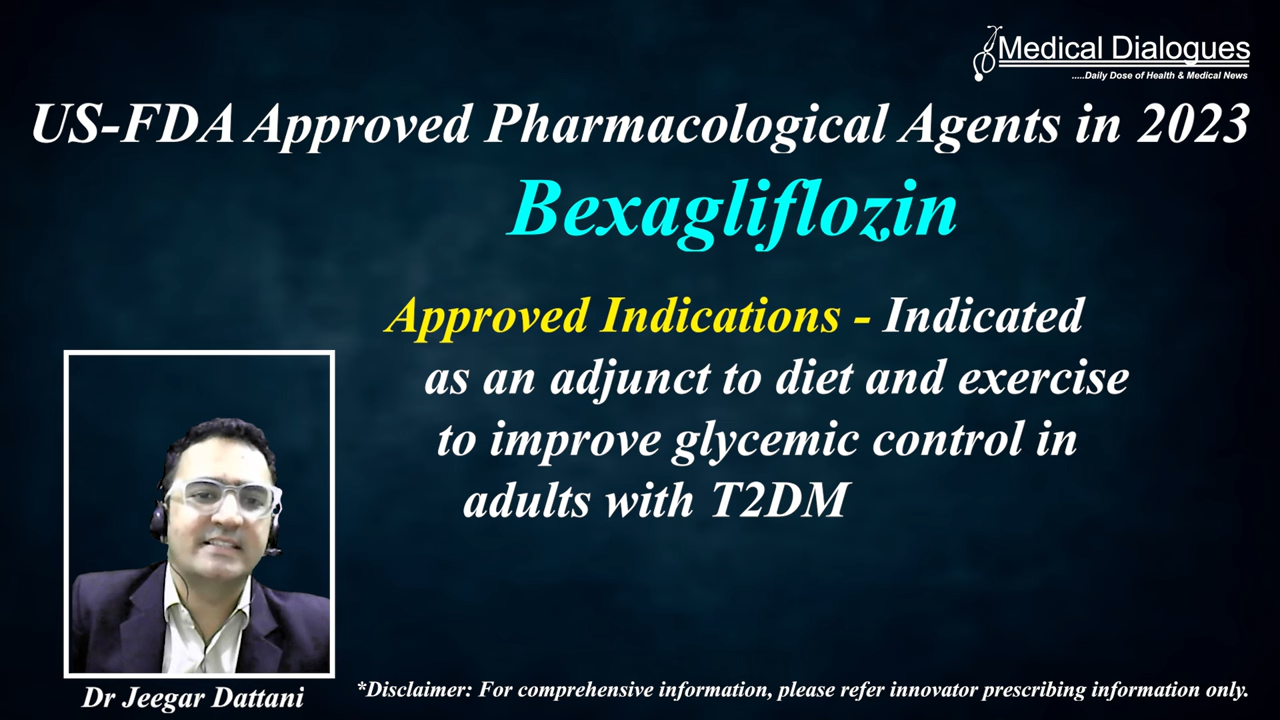 Medical Dialogues
.....Daily Dose of Health & Medical News
US-FDA Approved Pharmacological Agents in 2023
Bexagliflozin
Approved Indications - Indicated
as an adjunct to diet and exercise
to improve glycemic control in
adults with T2DM
Dr Jeegar Dattani
*Disclaimer: For comprehensive information, please refer innovator prescribing information only.